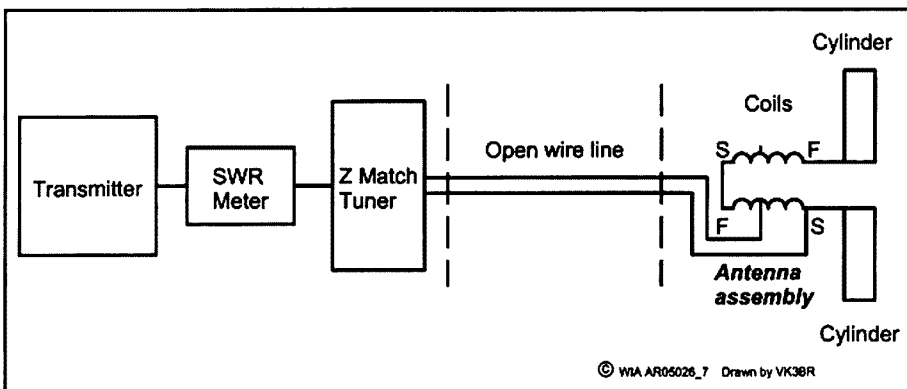 Cylinder
Coils
S F
Open wire line
Transmitter
SWR
Meter
Z Match
Tuner
F S
Antenna
assembly
Cylinder
© WIA AR05026_7 Drawn by VK3BR